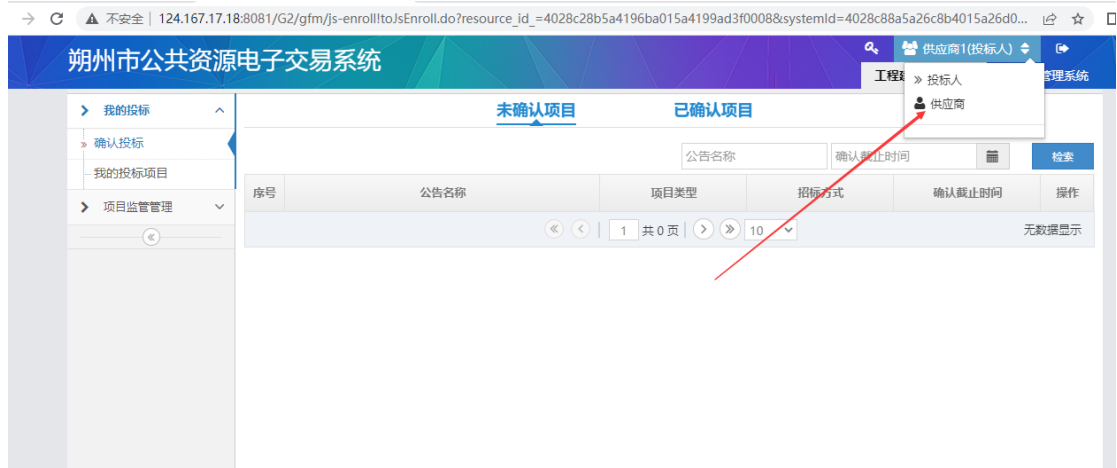 不安全 | 124.167.17.18:8081/G2/gfm/js-enroll!toJsEnroll.do?resource_id_=4028c28b5a4196ba015a4199ad3f0008&systemId=4028c88a5a26c8b4015a26d0...
朔州市公共资源电子交易系统
供应商1(投标人)
工程建
管理系统
» 投标人
供应商
我的投标
» 确认投标
我的投标项目
项目监管管理
未确认项目 已确认项目
公告名称 确认截止时间 检索
序号 公告名称 项目类型 招标方式 确认截止时间 操作
1 共 0 页 10 无数据显示